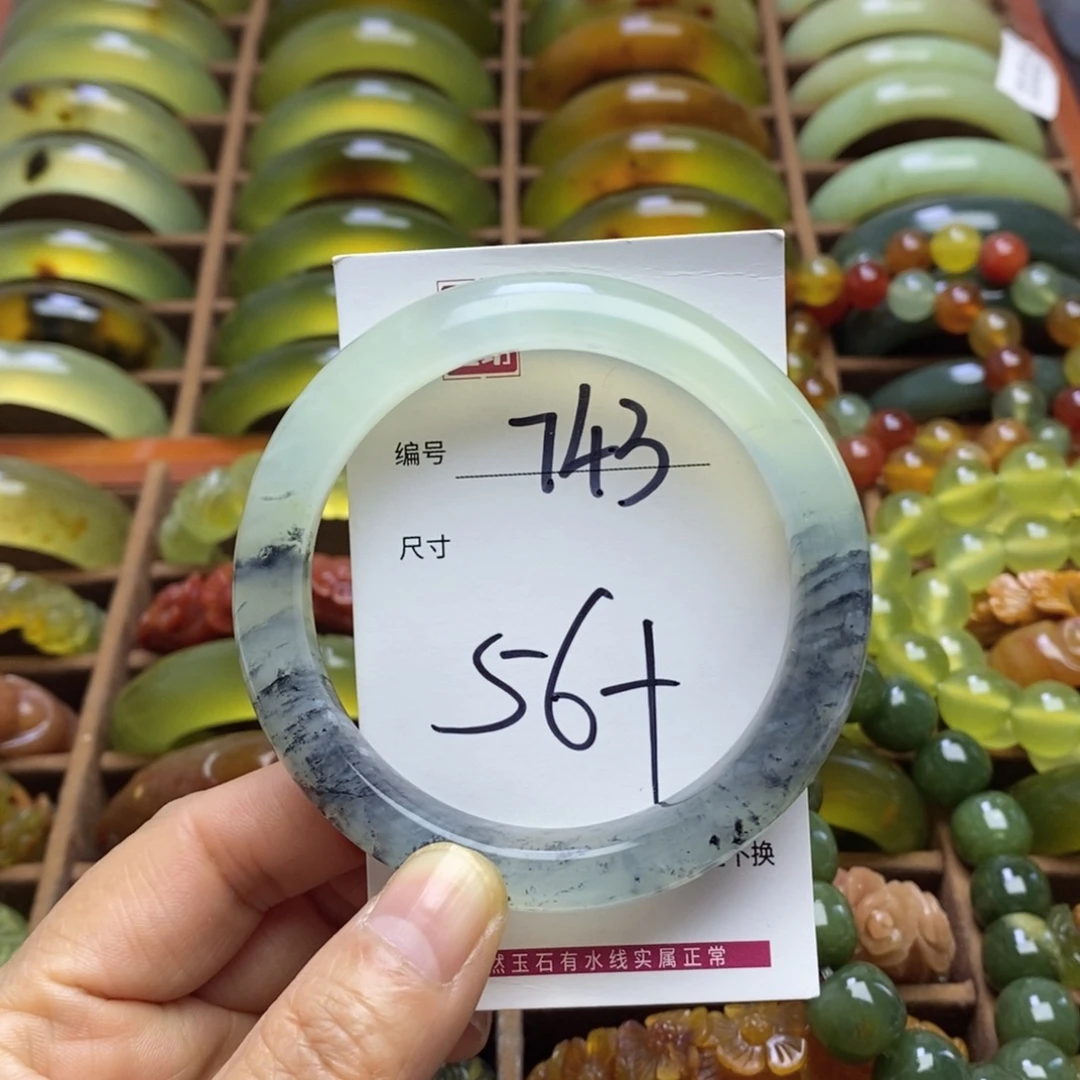 编号 743
尺寸
56+
不换
然玉石有水线实属正常